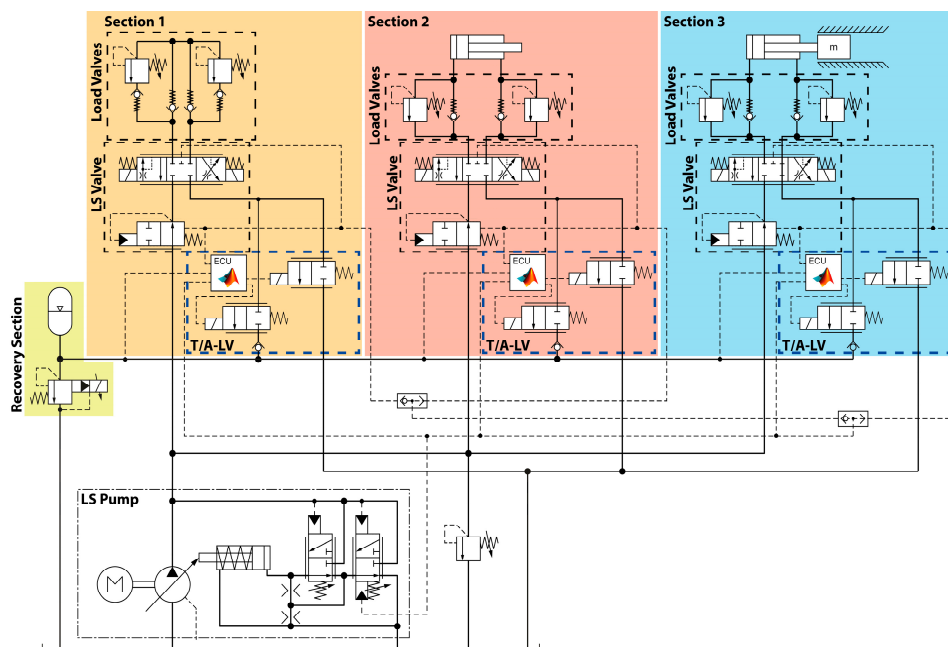 Section 1
Section 2
Section 3
Load Valves
Load Valves
Load Valves
m
LS Valve
LS Valve
LS Valve
ECU
ECU
ECU
T/A-LV
T/A-LV
T/A-LV
Recovery Section
LS Pump
M